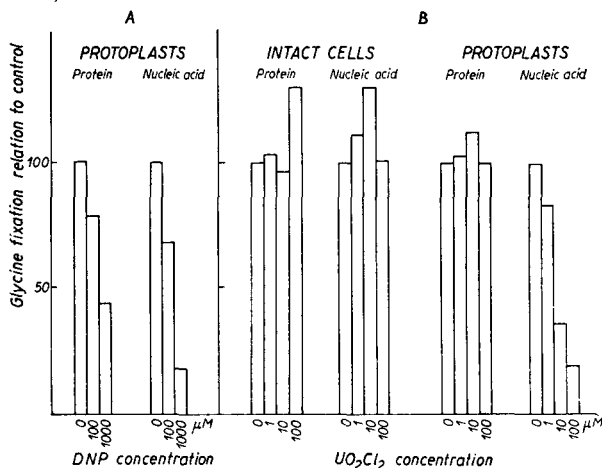 A B
PROTOPLASTS INTACT CELLS PROTOPLASTS
Protein Nucleic acid Protein Nucleic acid Protein Nucleic acid
Glycine fixation relation to control
100
50
0 100 1000 0 100 1000 μM 0 1 10 100 0 1 10 100 0 1 10 100 0 1 10 100 μM
DNP concentration UO2Cl2 concentration